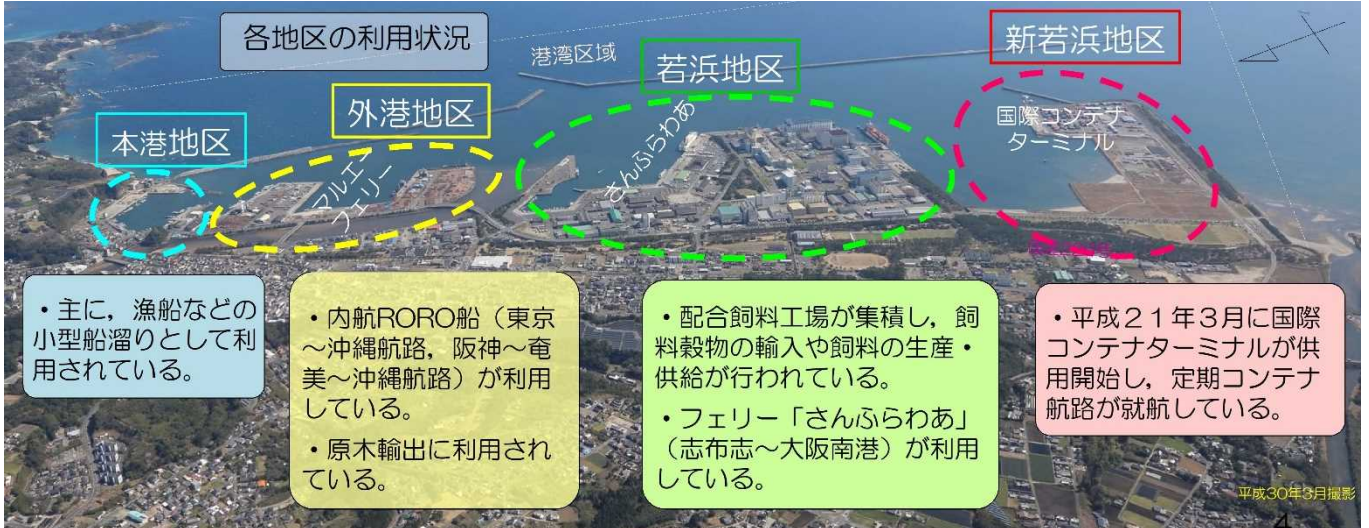 各地区の利用状況
港湾区域
本港地区
外港地区
若浜地区
新若浜地区
マルエー
フェリー
さんふらわあ
国際コンテナ
ターミナル
・主に，漁船などの
小型船溜りとして利
用されている。
・内航RORO船（東京
～沖縄航路，阪神～奄
美～沖縄航路）が利用
している。
・原木輸出に利用され
ている。
・配合飼料工場が集積し，飼
料穀物の輸入や飼料の生産・
供給が行われている。
・フェリー「さんふらわあ」
（志布志～大阪南港）が利用
している。
・平成２１年３月に国際
コンテナターミナルが供
用開始し，定期コンテナ
航路が就航している。
平成30年3月撮影